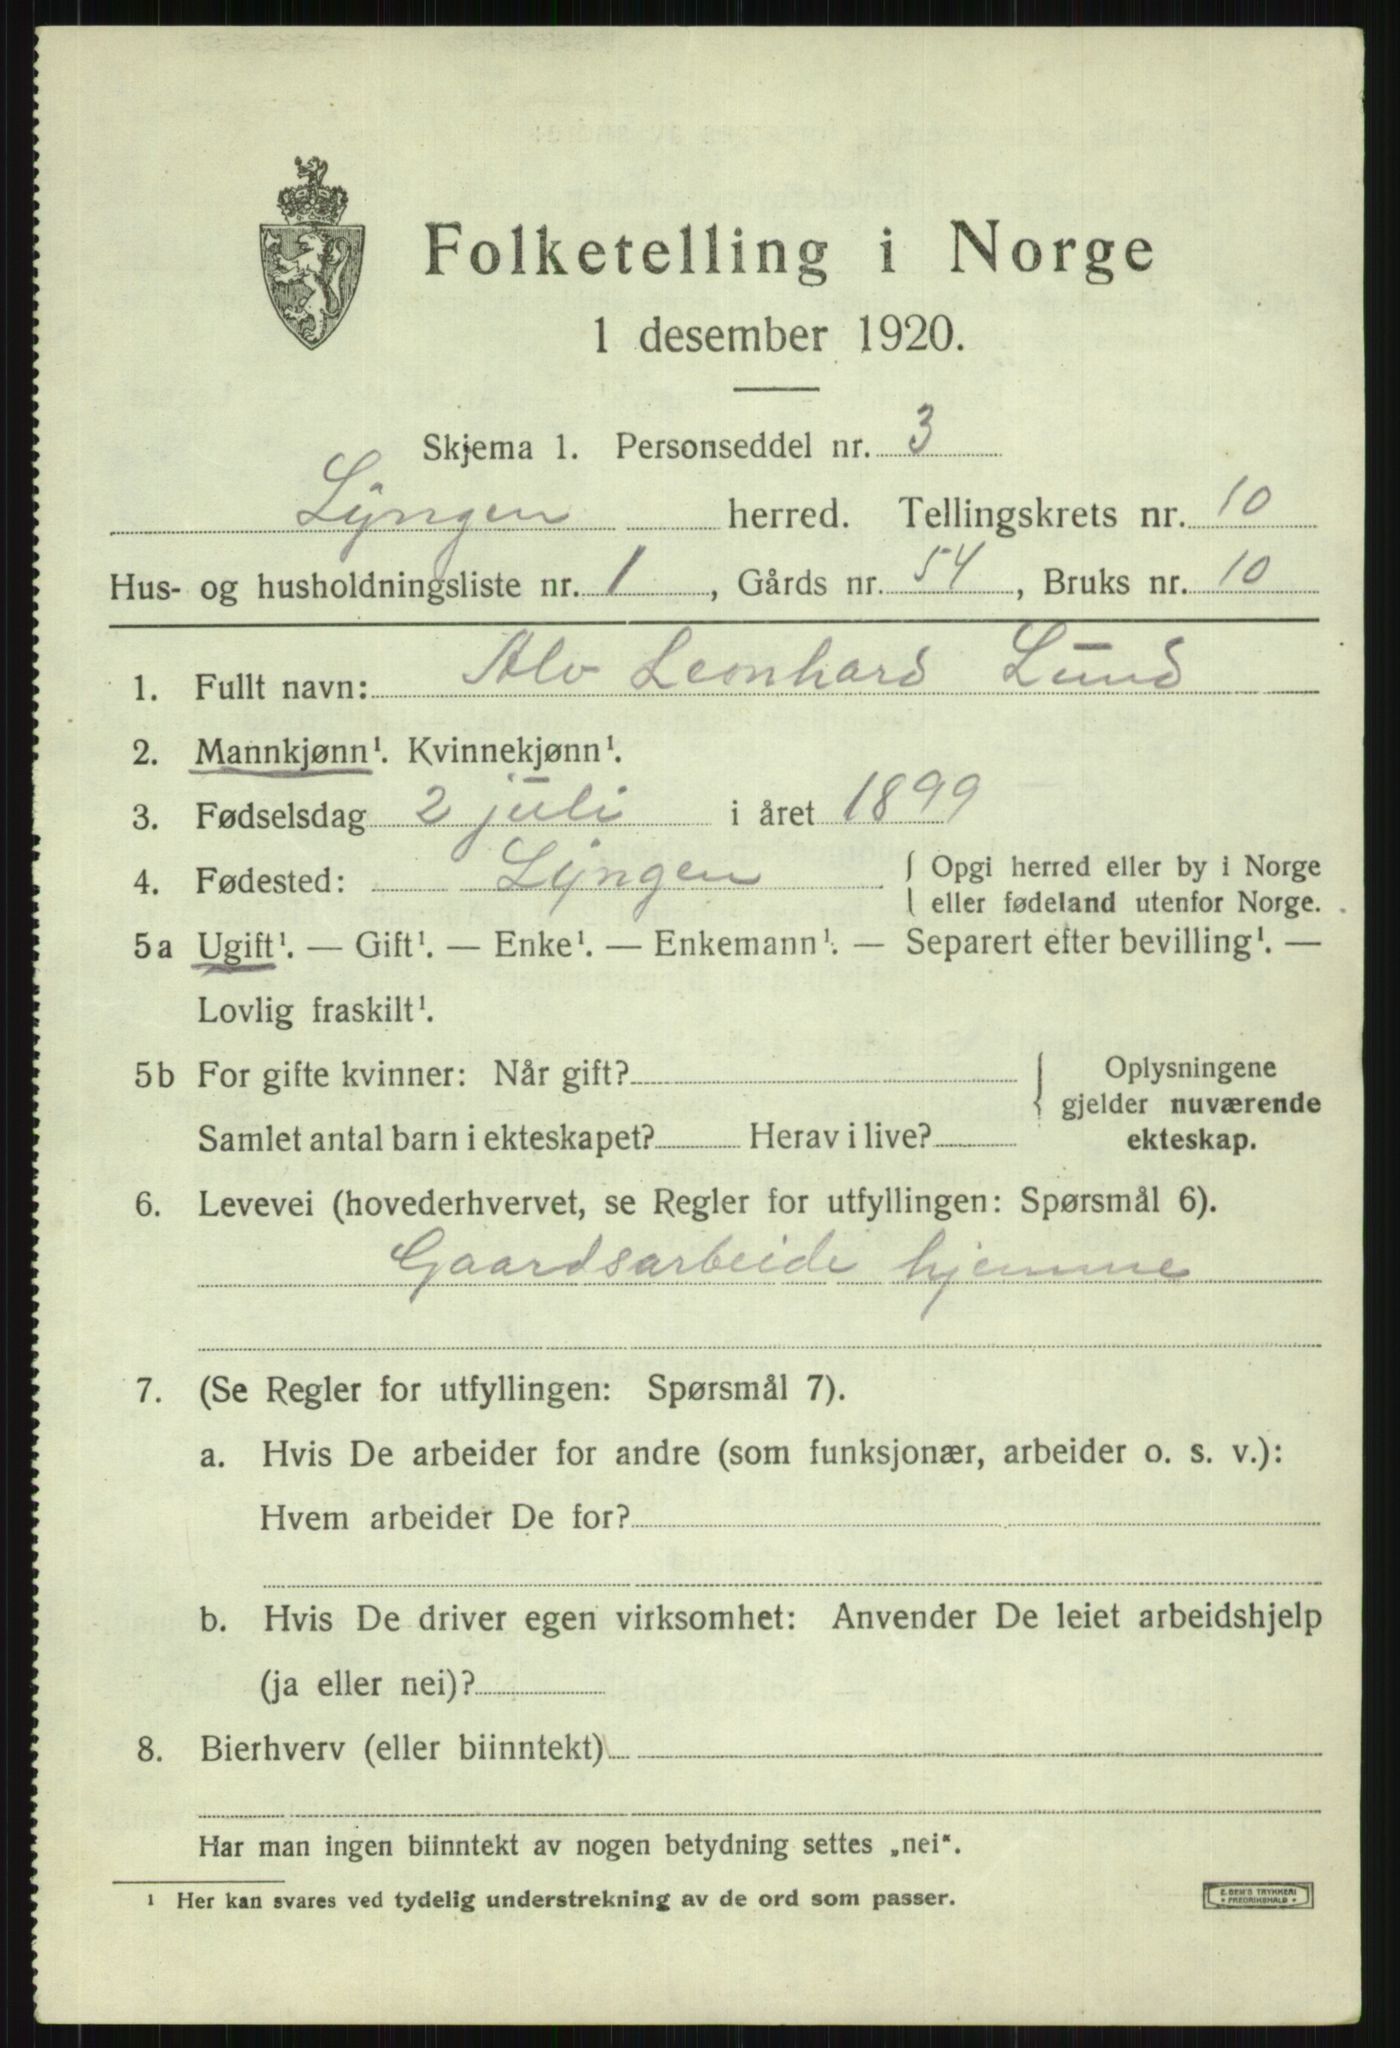 Folketelling i Norge
1 desember 1920.
Skjema 1. Personseddel nr. 3
Lyngen herred. Tellingskrets nr. 10
Hus- og husholdningsliste nr. 1, Gårds nr. 54, Bruks nr. 10
1. Fullt navn: Alv Leonhard Lund
2. Mannkjønn¹. Kvinnekjønn¹.
3. Fødselsdag 2 juli i året 1899
4. Fødested: Lyngen { Opgi herred eller by i Norge
eller fødeland utenfor Norge.
5a Ugift¹. — Gift¹. — Enke¹. — Enkemann¹. — Separert efter bevilling¹. —
Lovlig fraskilt¹.
5b For gifte kvinner: Når gift? { Oplysningene
gjelder nuværende
Samlet antal barn i ekteskapet? Herav i live? ekteskap.
6. Levevei (hovederhvervet, se Regler for utfyllingen: Spørsmål 6).
Gaardsarbeide hjemme
7. (Se Regler for utfyllingen: Spørsmål 7).
a. Hvis De arbeider for andre (som funksjonær, arbeider o. s. v.):
Hvem arbeider De for?
b. Hvis De driver egen virksomhet: Anvender De leiet arbeidshjelp
(ja eller nei)?
8. Bierhverv (eller biinntekt)
Har man ingen biinntekt av nogen betydning settes „nei“.
¹ Her kan svares ved tydelig understrekning av de ord som passer.
E. SEM'S TRYKKERI
• FREDRIKSHALD •